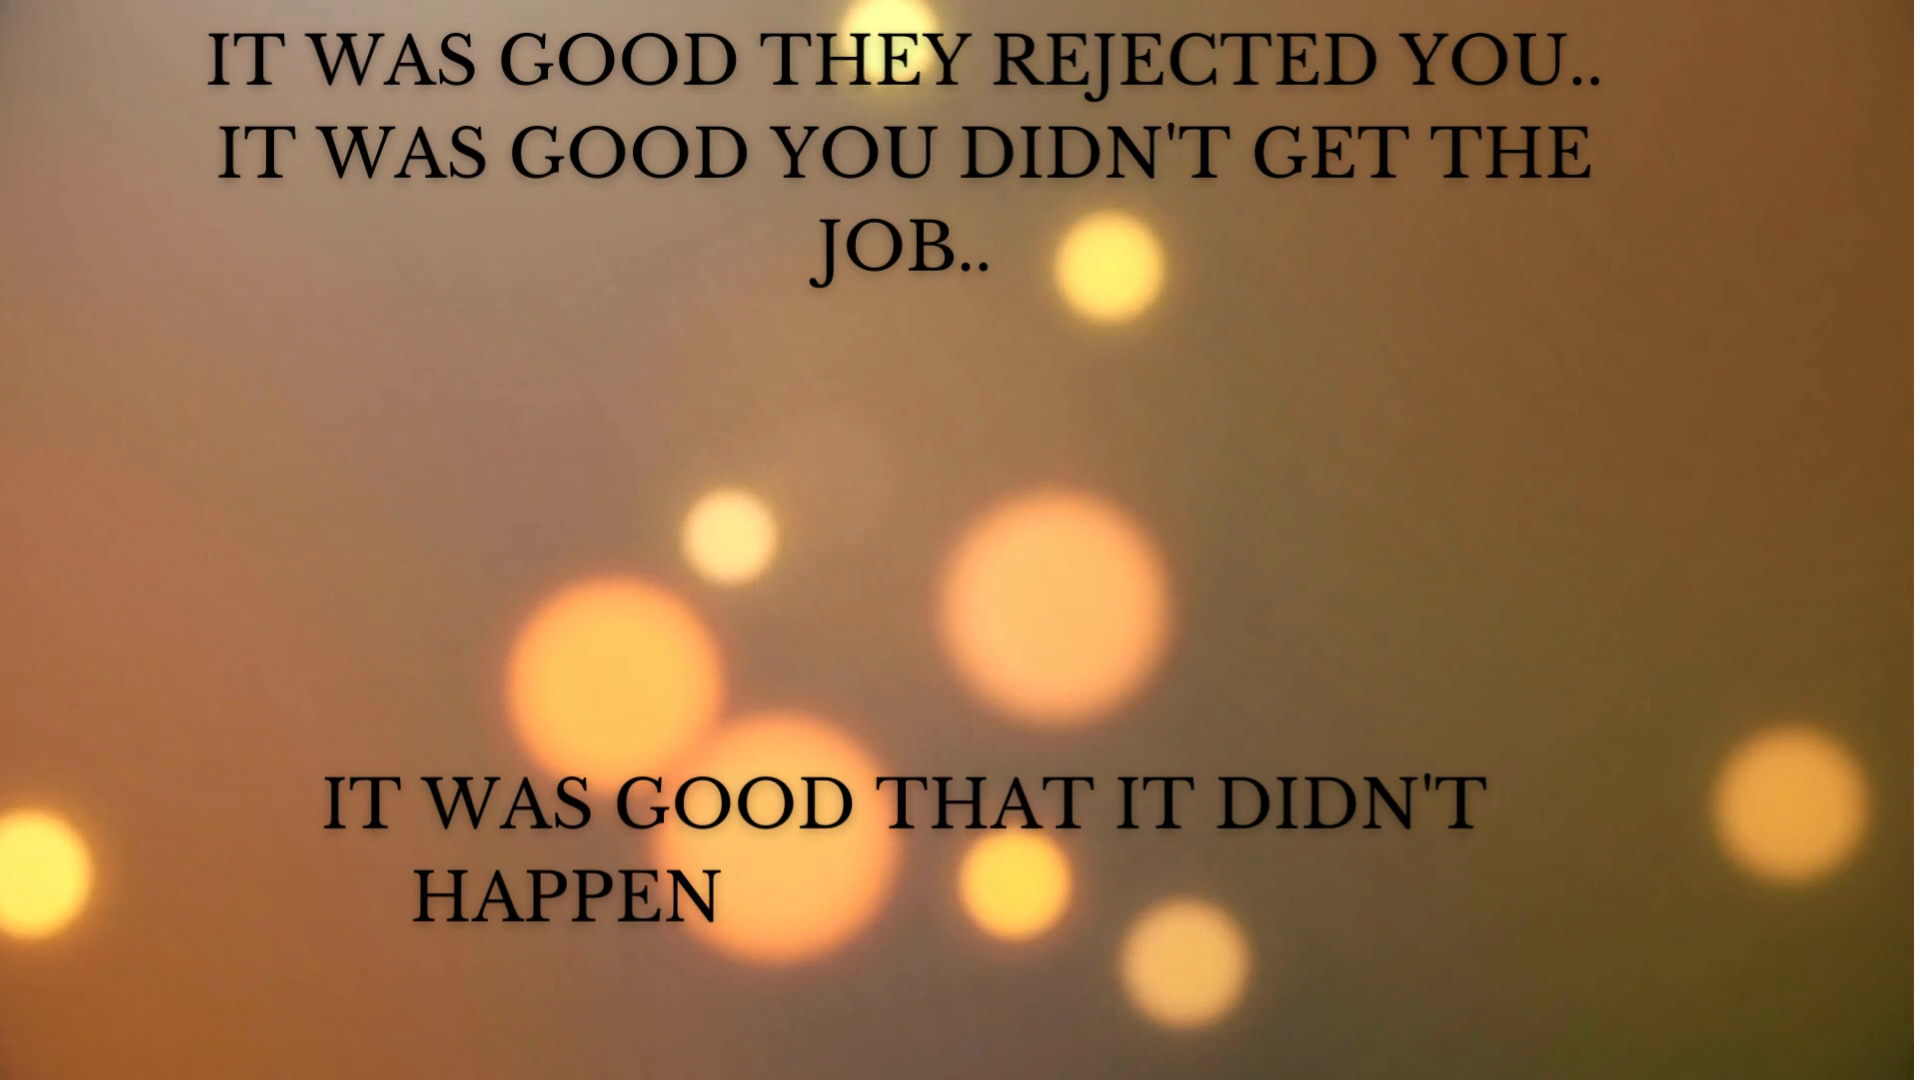 IT WAS GOOD THEY REJECTED YOU..
IT WAS GOOD YOU DIDN'T GET THE
JOB..
IT WAS GOOD THAT IT DIDN'T
HAPPEN